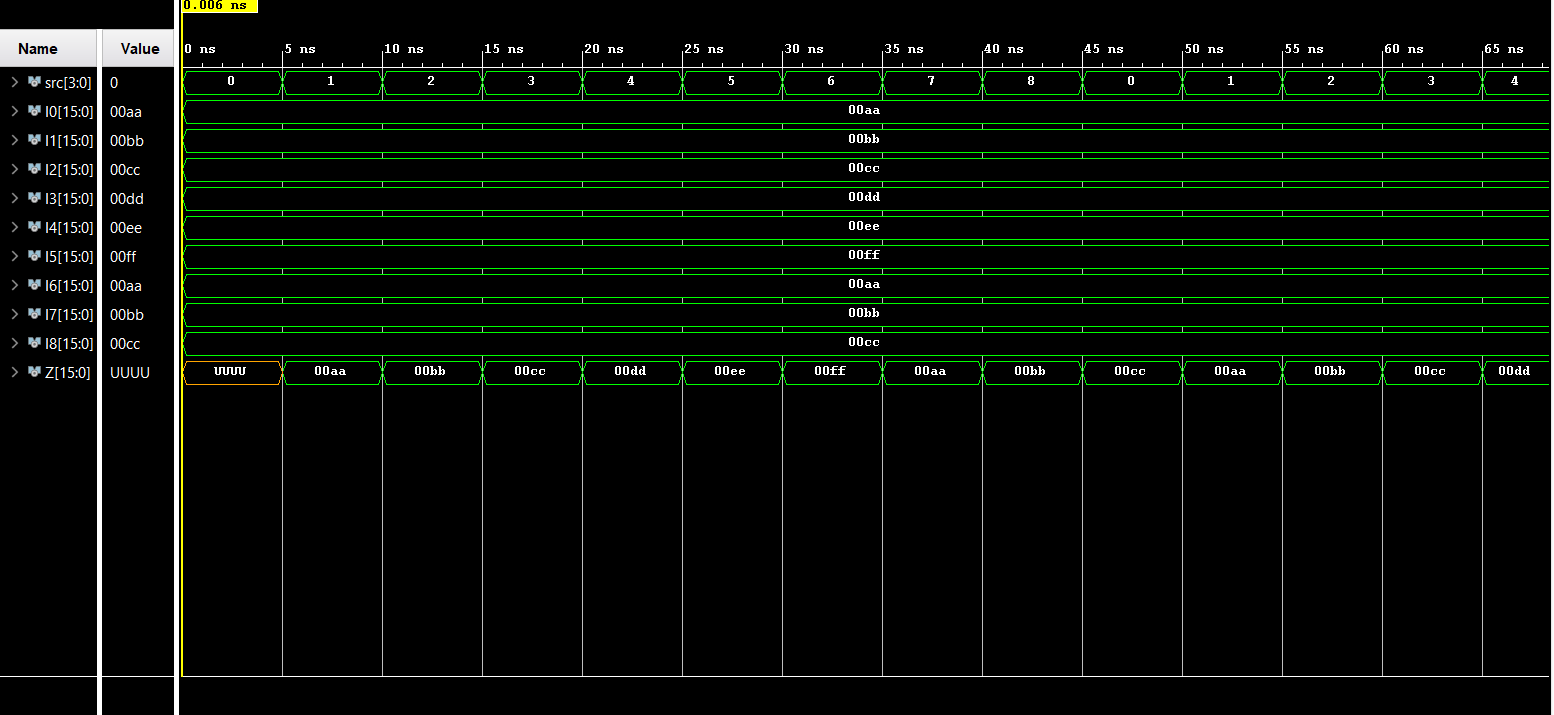 0.006 ns
Name Value 0 ns 5 ns 10 ns 15 ns 20 ns 25 ns 30 ns 35 ns 40 ns 45 ns 50 ns 55 ns 60 ns 65 ns
src[3:0] 0 0 1 2 3 4 5 6 7 8 0 1 2 3 4
I0[15:0] 00aa 00aa
I1[15:0] 00bb 00bb
I2[15:0] 00cc 00cc
I3[15:0] 00dd 00dd
I4[15:0] 00ee 00ee
I5[15:0] 00ff 00ff
I6[15:0] 00aa 00aa
I7[15:0] 00bb 00bb
I8[15:0] 00cc 00cc
Z[15:0] UUUU UUUU 00aa 00bb 00cc 00dd 00ee 00ff 00aa 00bb 00cc 00aa 00bb 00cc 00dd